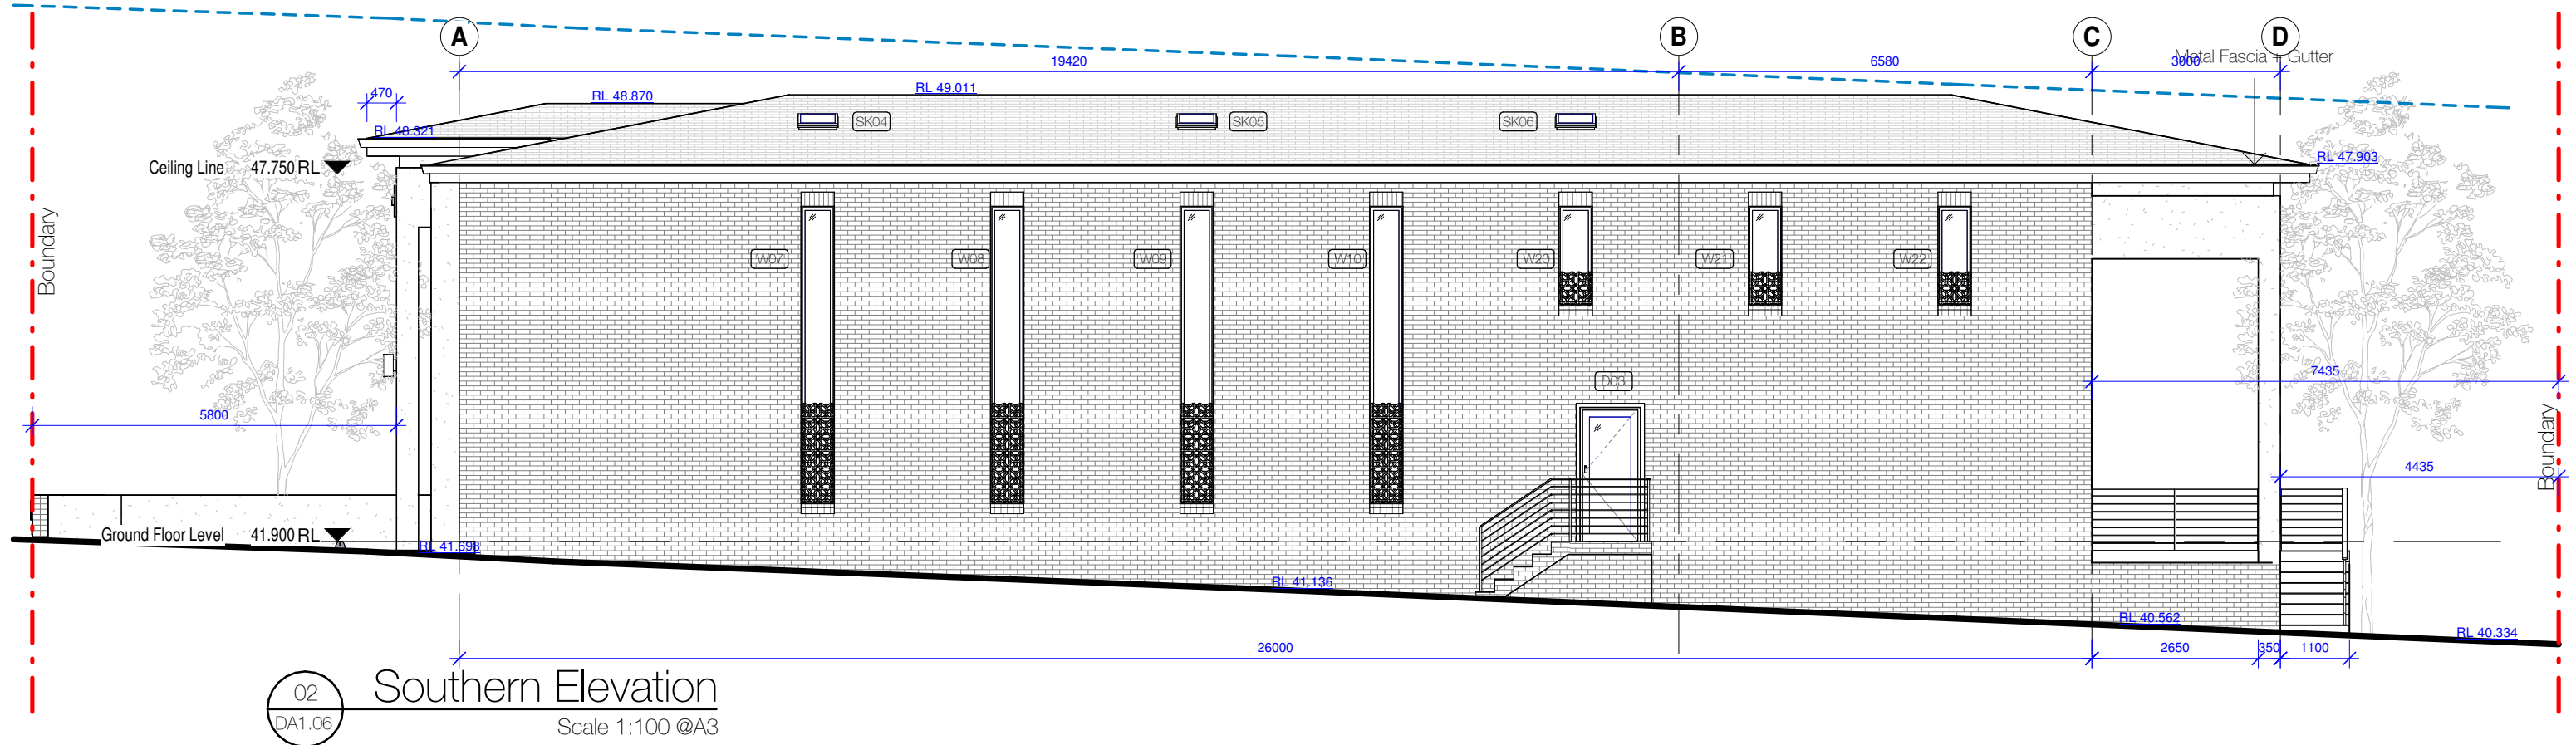 A
B
C
D
Metal Fascia + Gutter
19420
6580
3000
470
RL 48.870
RL 49.011
RL 48.321
SK04
SK05
SK06
Ceiling Line 47.750 RL
RL 47.903
Boundary
W07
W08
W09
W10
W20
W21
W22
D03
7435
5800
Boundary
4435
Ground Floor Level 41.900 RL
RL 41.698
RL 41.136
RL 40.562
RL 40.334
26000
2650
350
1100
02
DA1.06
Southern Elevation
Scale 1:100 @A3